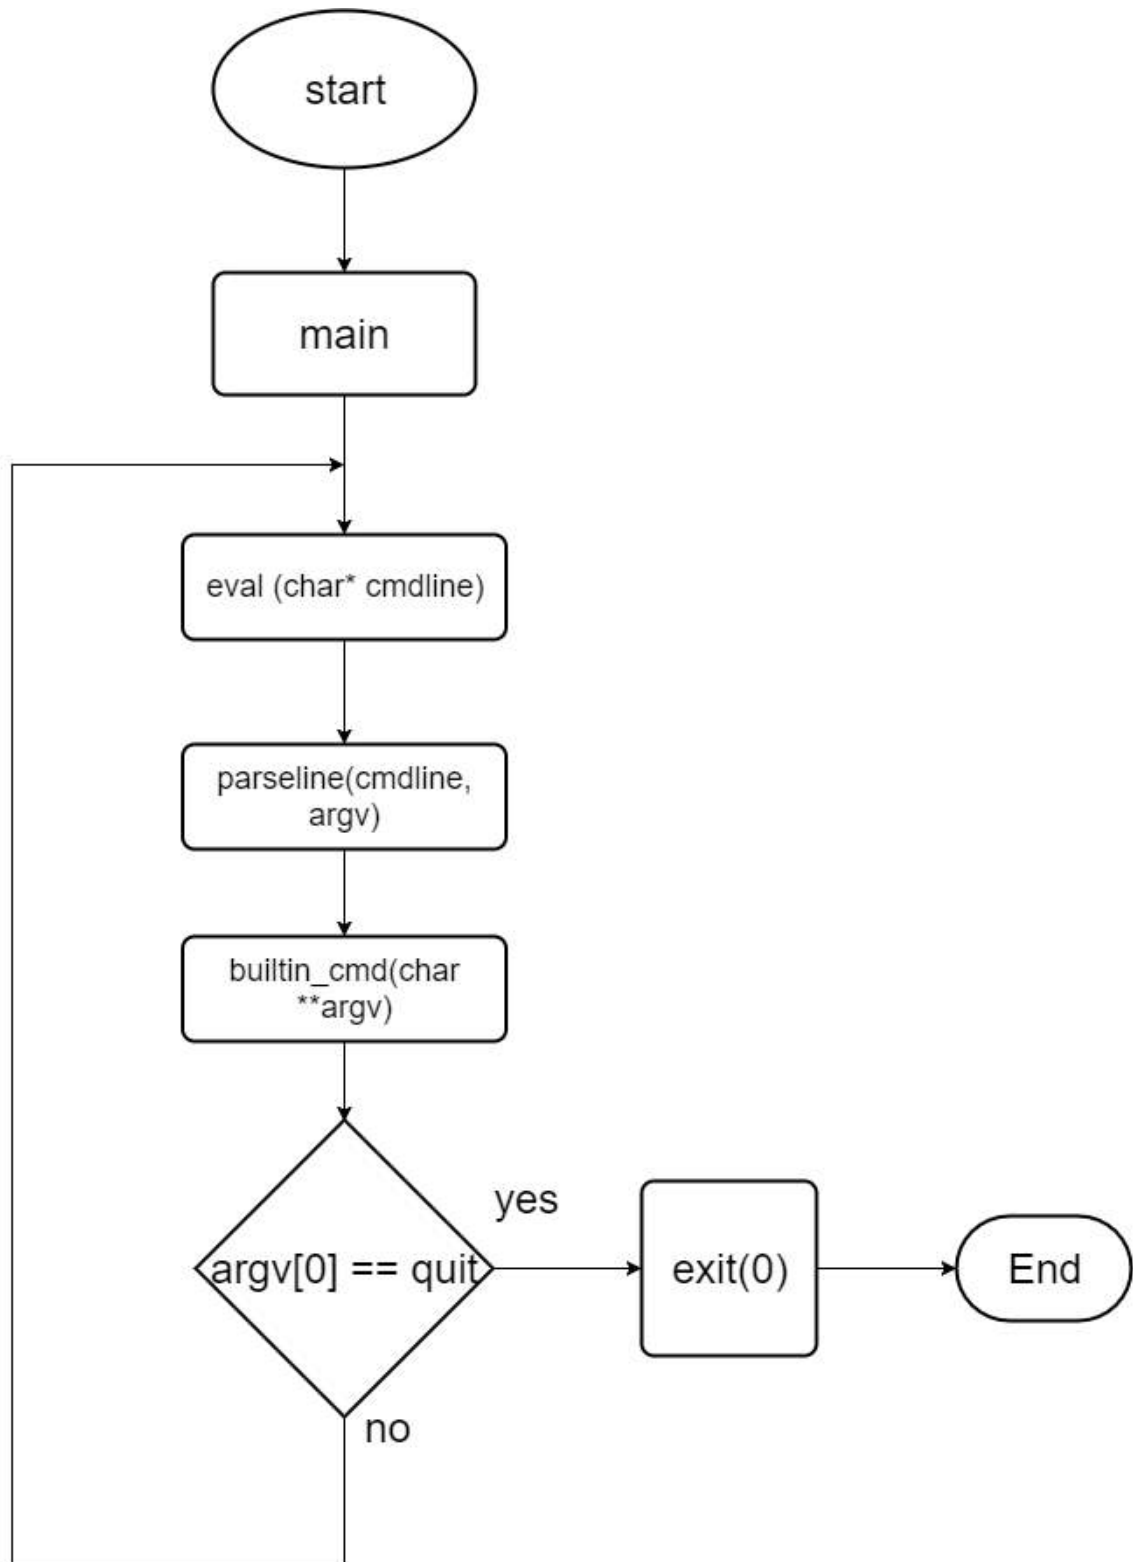 start
main
eval (char* cmdline)
parseline(cmdline,
argv)
builtin_cmd(char
**argv)
yes
argv[0] == quit
exit(0)
End
no